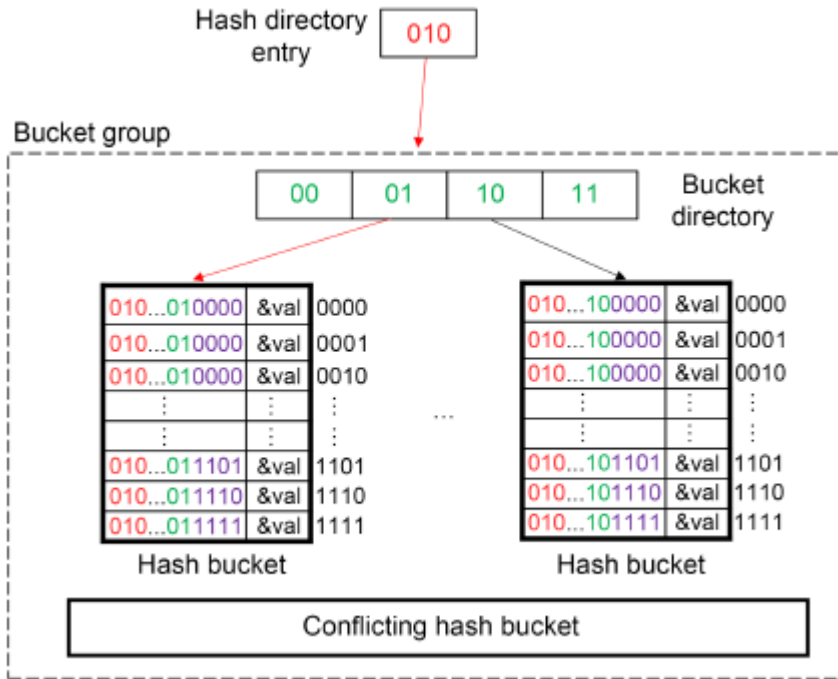 Hash directory
entry
010
Bucket group
00 01 10 11
Bucket
directory
010...010000 &val 0000
010...010000 &val 0001
010...010000 &val 0010
⋮ ⋮ ⋮
⋮ ⋮
010...011101 &val 1101
010...011110 &val 1110
010...011111 &val 1111
Hash bucket
...
010...100000 &val 0000
010...100000 &val 0001
010...100000 &val 0010
⋮ ⋮ ⋮
⋮ ⋮
010...101101 &val 1101
010...101110 &val 1110
010...101111 &val 1111
Hash bucket
Conflicting hash bucket